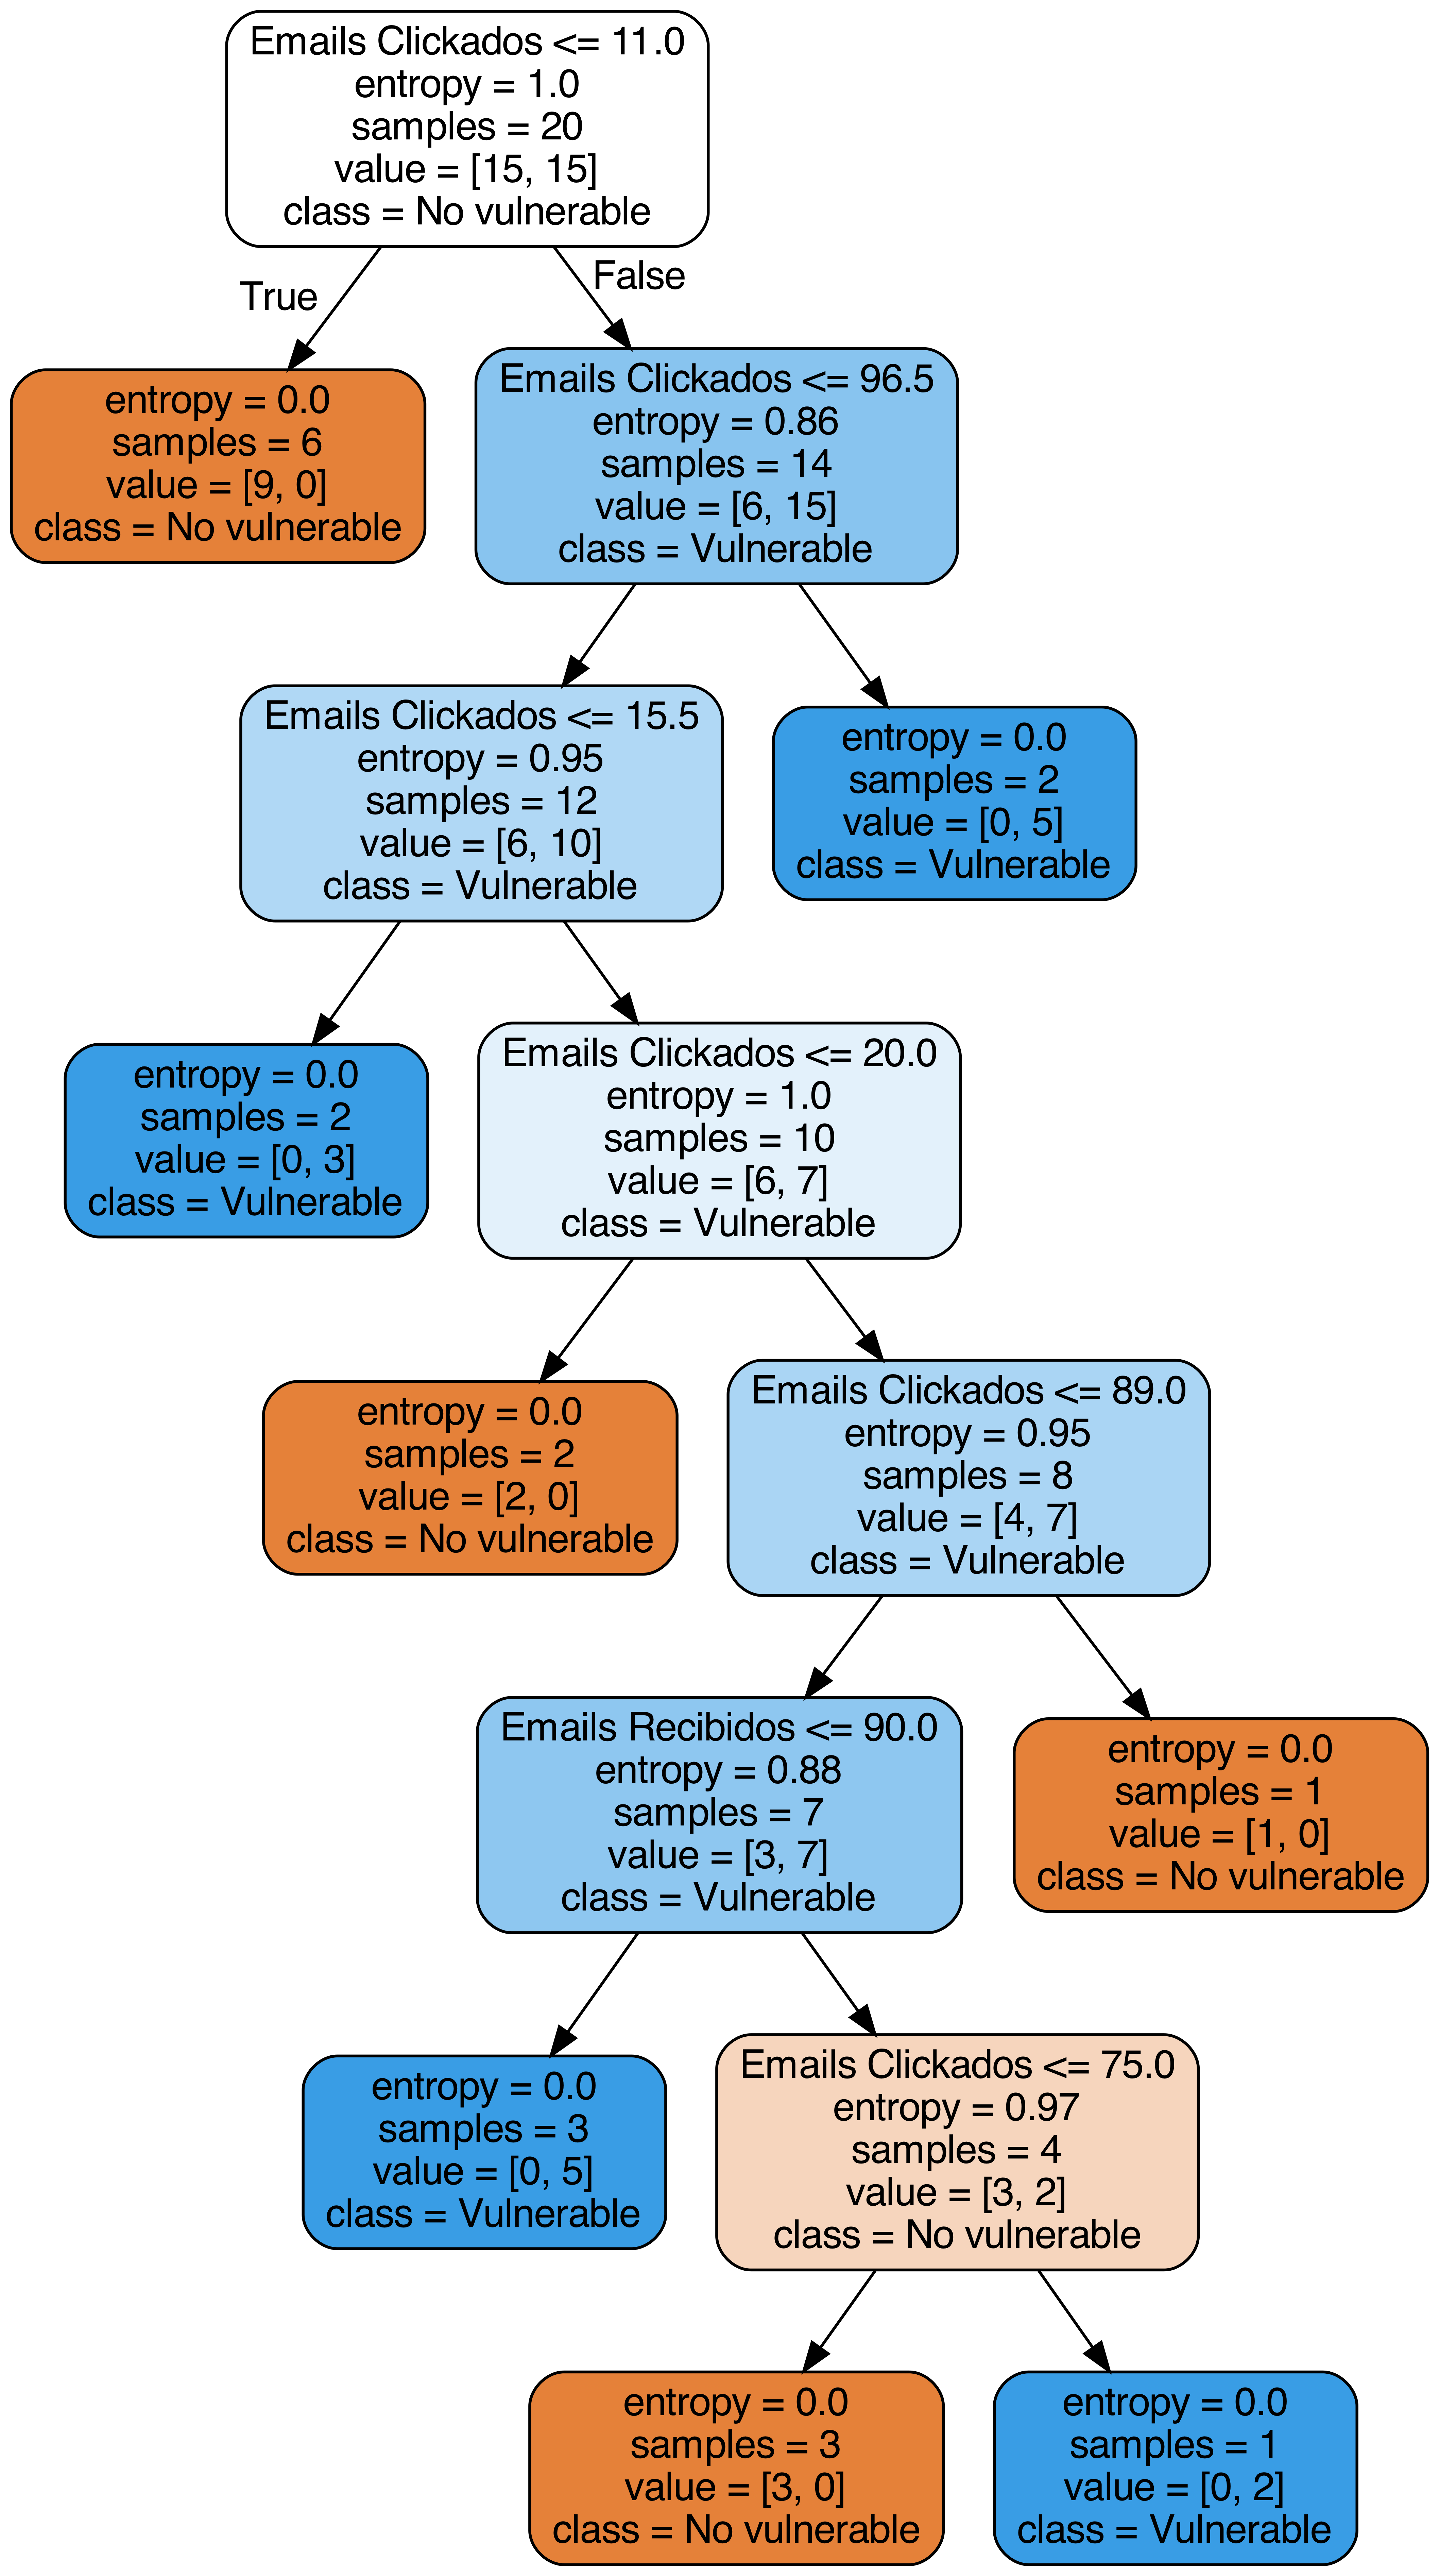 Emails Clickados <= 11.0
entropy = 1.0
samples = 20
value = [15, 15]
class = No vulnerable
True
False
entropy = 0.0
samples = 6
value = [9, 0]
class = No vulnerable
Emails Clickados <= 96.5
entropy = 0.86
samples = 14
value = [6, 15]
class = Vulnerable
Emails Clickados <= 15.5
entropy = 0.95
samples = 12
value = [6, 10]
class = Vulnerable
entropy = 0.0
samples = 2
value = [0, 5]
class = Vulnerable
entropy = 0.0
samples = 2
value = [0, 3]
class = Vulnerable
Emails Clickados <= 20.0
entropy = 1.0
samples = 10
value = [6, 7]
class = Vulnerable
entropy = 0.0
samples = 2
value = [2, 0]
class = No vulnerable
Emails Clickados <= 89.0
entropy = 0.95
samples = 8
value = [4, 7]
class = Vulnerable
Emails Recibidos <= 90.0
entropy = 0.88
samples = 7
value = [3, 7]
class = Vulnerable
entropy = 0.0
samples = 1
value = [1, 0]
class = No vulnerable
entropy = 0.0
samples = 3
value = [0, 5]
class = Vulnerable
Emails Clickados <= 75.0
entropy = 0.97
samples = 4
value = [3, 2]
class = No vulnerable
entropy = 0.0
samples = 3
value = [3, 0]
class = No vulnerable
entropy = 0.0
samples = 1
value = [0, 2]
class = Vulnerable